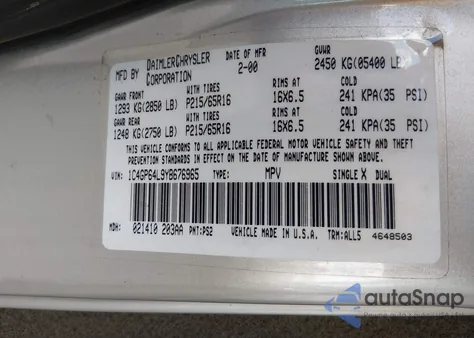 MFD BY DAIMLERCHRYSLER CORPORATION DATE OF MFR 2-00 GVWR 2450 KG(05400 LB)
GAWR FRONT WITH TIRES RIMS AT COLD
1293 KG(2850 LB) P215/65R16 16X6.5 241 KPA(35 PSI)
GAWR REAR WITH TIRES RIMS AT COLD
1248 KG(2750 LB) P215/65R16 16X6.5 241 KPA(35 PSI)
THIS VEHICLE CONFORMS TO ALL APPLICABLE FEDERAL MOTOR VEHICLE SAFETY AND
THEFT PREVENTION STANDARDS IN EFFECT ON THE DATE OF MANUFACTURE SHOWN ABOVE.
VIN: 1C4GP64L9YB676965 TYPE: MPV SINGLE X DUAL
MDH: 021410 203AA PNT:PS2 VEHICLE MADE IN U.S.A. TRM:ALL5 4648503
autoSnap